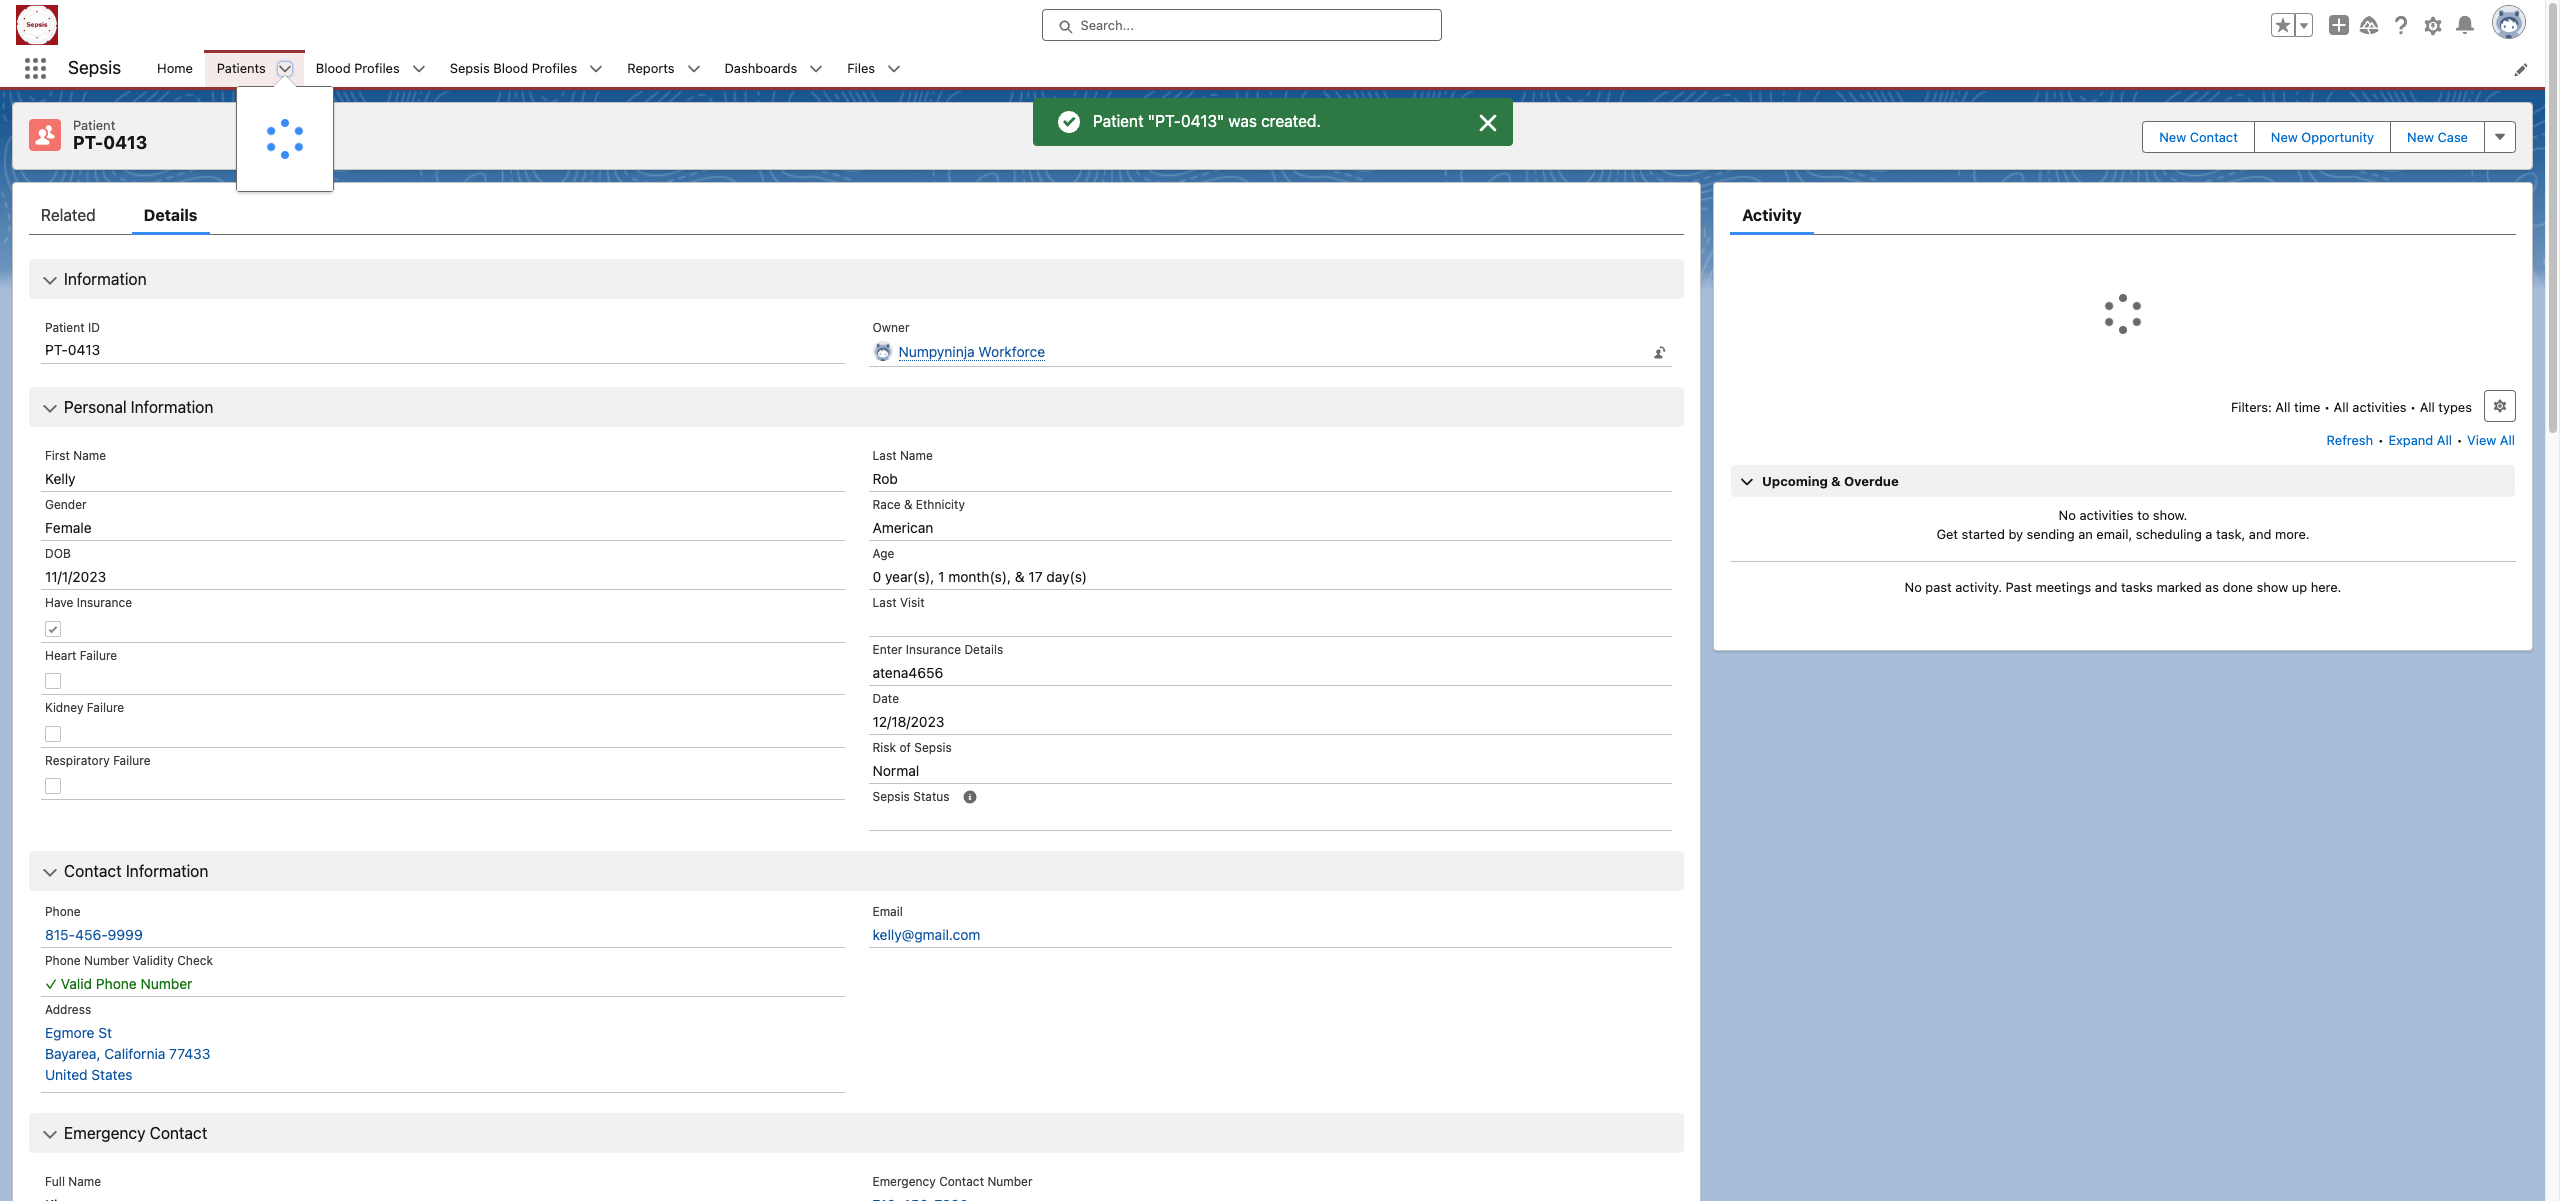 Sepsis
Search...
Sepsis
Home
Patients
Blood Profiles
Sepsis Blood Profiles
Reports
Dashboards
Files
Patient
PT-0413
Patient "PT-0413" was created.
New Contact
New Opportunity
New Case
Related
Details
Information
Patient ID
PT-0413
Owner
Numpyninja Workforce
Personal Information
First Name
Kelly
Last Name
Rob
Gender
Female
Race & Ethnicity
American
DOB
11/1/2023
Age
0 year(s), 1 month(s), & 17 day(s)
Have Insurance
Last Visit
Heart Failure
Enter Insurance Details
atena4656
Kidney Failure
Date
12/18/2023
Respiratory Failure
Risk of Sepsis
Normal
Sepsis Status
Contact Information
Phone
815-456-9999
Email
kelly@gmail.com
Phone Number Validity Check
✓ Valid Phone Number
Address
Egmore St
Bayarea, California 77433
United States
Emergency Contact
Full Name
Emergency Contact Number
Activity
Filters: All time • All activities • All types
Refresh • Expand All • View All
Upcoming & Overdue
No activities to show.
Get started by sending an email, scheduling a task, and more.
No past activity. Past meetings and tasks marked as done show up here.